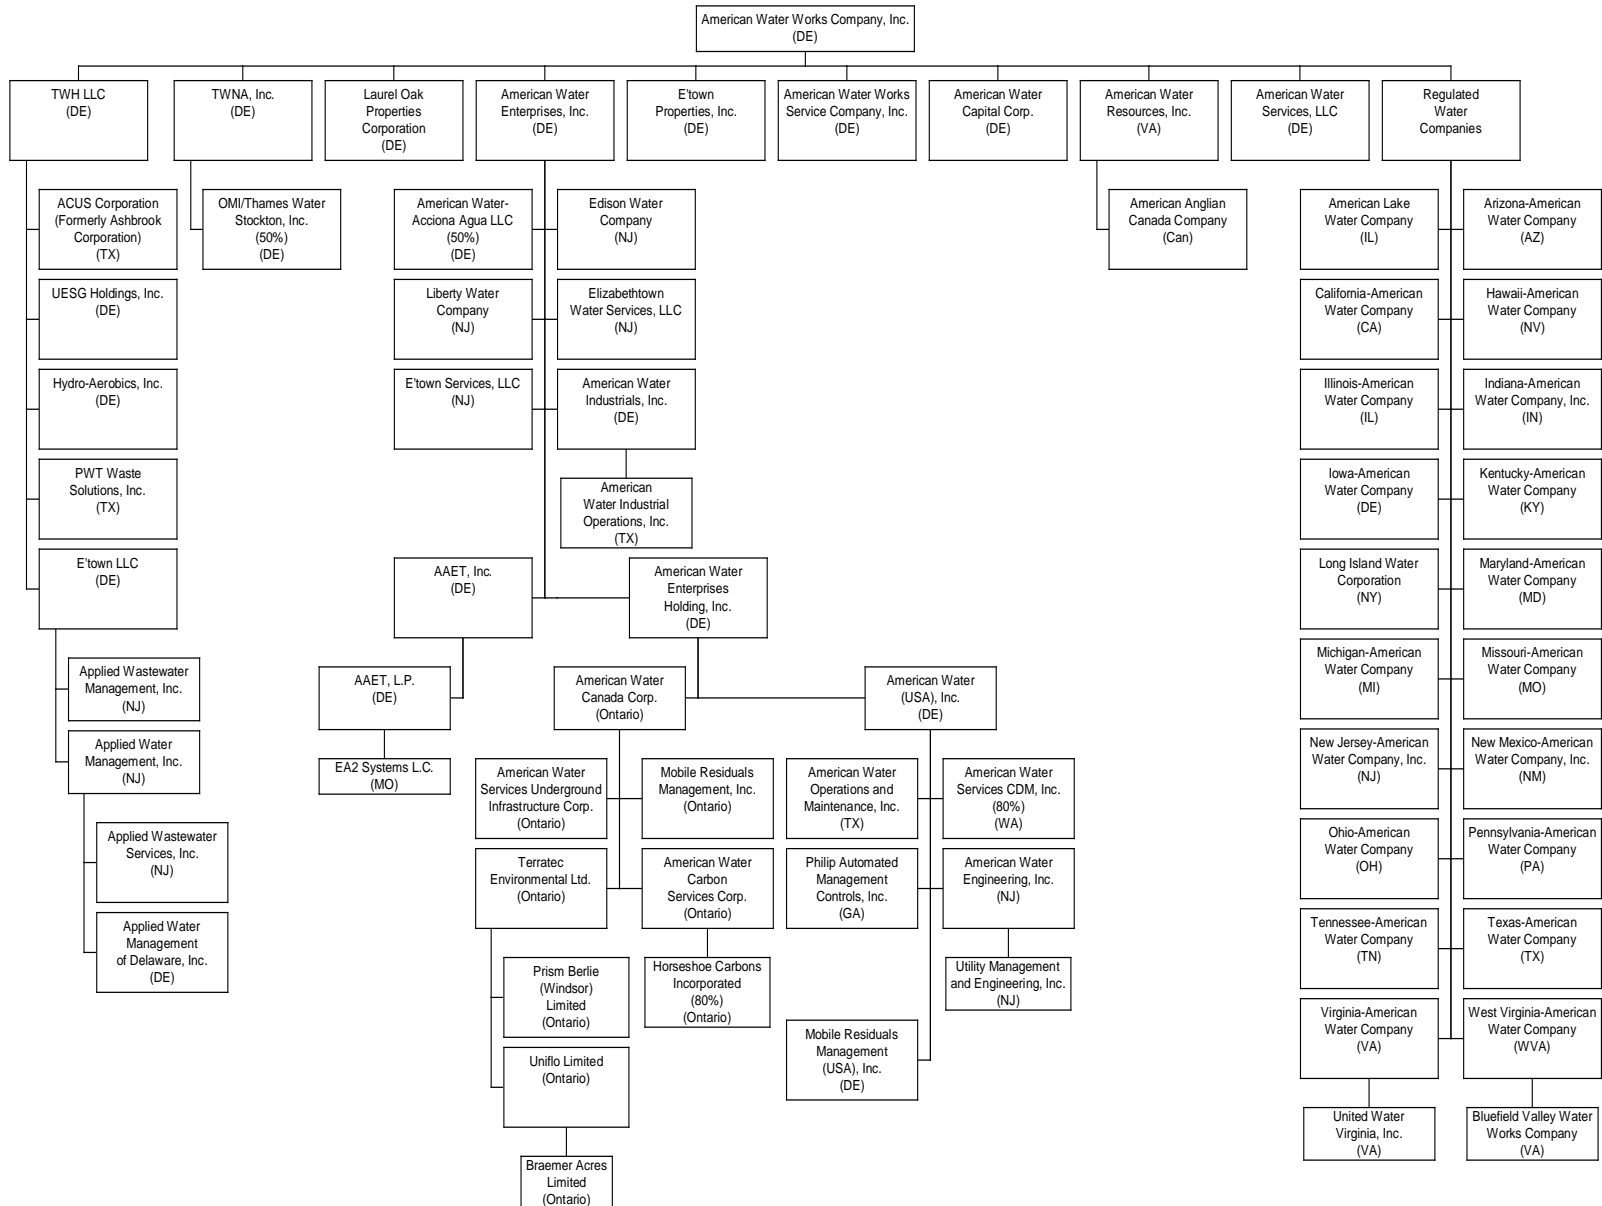 American Water Works Company, Inc.
(DE)
TWH LLC
(DE)
TWNA, Inc.
(DE)
Laurel Oak
Properties
Corporation
(DE)
American Water
Enterprises, Inc.
(DE)
E'town
Properties, Inc.
(DE)
American Water Works
Service Company, Inc.
(DE)
American Water
Capital Corp.
(DE)
American Water
Resources, Inc.
(VA)
American Water
Services, LLC
(DE)
Regulated
Water
Companies
ACUS Corporation
(Formerly Ashbrook
Corporation)
(TX)
UESG Holdings, Inc.
(DE)
Hydro-Aerobics, Inc.
(DE)
PWT Waste
Solutions, Inc.
(TX)
E'town LLC
(DE)
Applied Wastewater
Management, Inc.
(NJ)
Applied Water
Management, Inc.
(NJ)
Applied Wastewater
Services, Inc.
(NJ)
Applied Water
Management
of Delaware, Inc.
(DE)
OMI/Thames Water
Stockton, Inc.
(50%)
(DE)
American Water-
Acciona Agua LLC
(50%)
(DE)
Edison Water
Company
(NJ)
Liberty Water
Company
(NJ)
Elizabethtown
Water Services, LLC
(NJ)
E'town Services, LLC
(NJ)
American Water
Industrials, Inc.
(DE)
American
Water Industrial
Operations, Inc.
(TX)
AAET, Inc.
(DE)
American Water
Enterprises
Holding, Inc.
(DE)
AAET, L.P.
(DE)
EA2 Systems L.C.
(MO)
American Water
Canada Corp.
(Ontario)
American Water
(USA), Inc.
(DE)
American Water
Services Underground
Infrastructure Corp.
(Ontario)
Mobile Residuals
Management, Inc.
(Ontario)
Terratec
Environmental Ltd.
(Ontario)
American Water
Carbon
Services Corp.
(Ontario)
Prism Berlie
(Windsor)
Limited
(Ontario)
Uniflo Limited
(Ontario)
Braemer Acres
Limited
(Ontario)
Horseshoe Carbons
Incorporated
(80%)
(Ontario)
American Water
Operations and
Maintenance, Inc.
(TX)
American Water
Services CDM, Inc.
(80%)
(WA)
Philip Automated
Management
Controls, Inc.
(GA)
American Water
Engineering, Inc.
(NJ)
Utility Management
and Engineering, Inc.
(NJ)
Mobile Residuals
Management
(USA), Inc.
(DE)
American Anglian
Canada Company
(Can)
American Lake
Water Company
(IL)
Arizona-American
Water Company
(AZ)
California-American
Water Company
(CA)
Hawaii-American
Water Company
(NV)
Illinois-American
Water Company
(IL)
Indiana-American
Water Company, Inc.
(IN)
Iowa-American
Water Company
(DE)
Kentucky-American
Water Company
(KY)
Long Island Water
Corporation
(NY)
Maryland-American
Water Company
(MD)
Michigan-American
Water Company
(MI)
Missouri-American
Water Company
(MO)
New Jersey-American
Water Company, Inc.
(NJ)
New Mexico-American
Water Company, Inc.
(NM)
Ohio-American
Water Company
(OH)
Pennsylvania-American
Water Company
(PA)
Tennessee-American
Water Company
(TN)
Texas-American
Water Company
(TX)
Virginia-American
Water Company
(VA)
West Virginia-American
Water Company
(WVA)
United Water
Virginia, Inc.
(VA)
Bluefield Valley Water
Works Company
(VA)